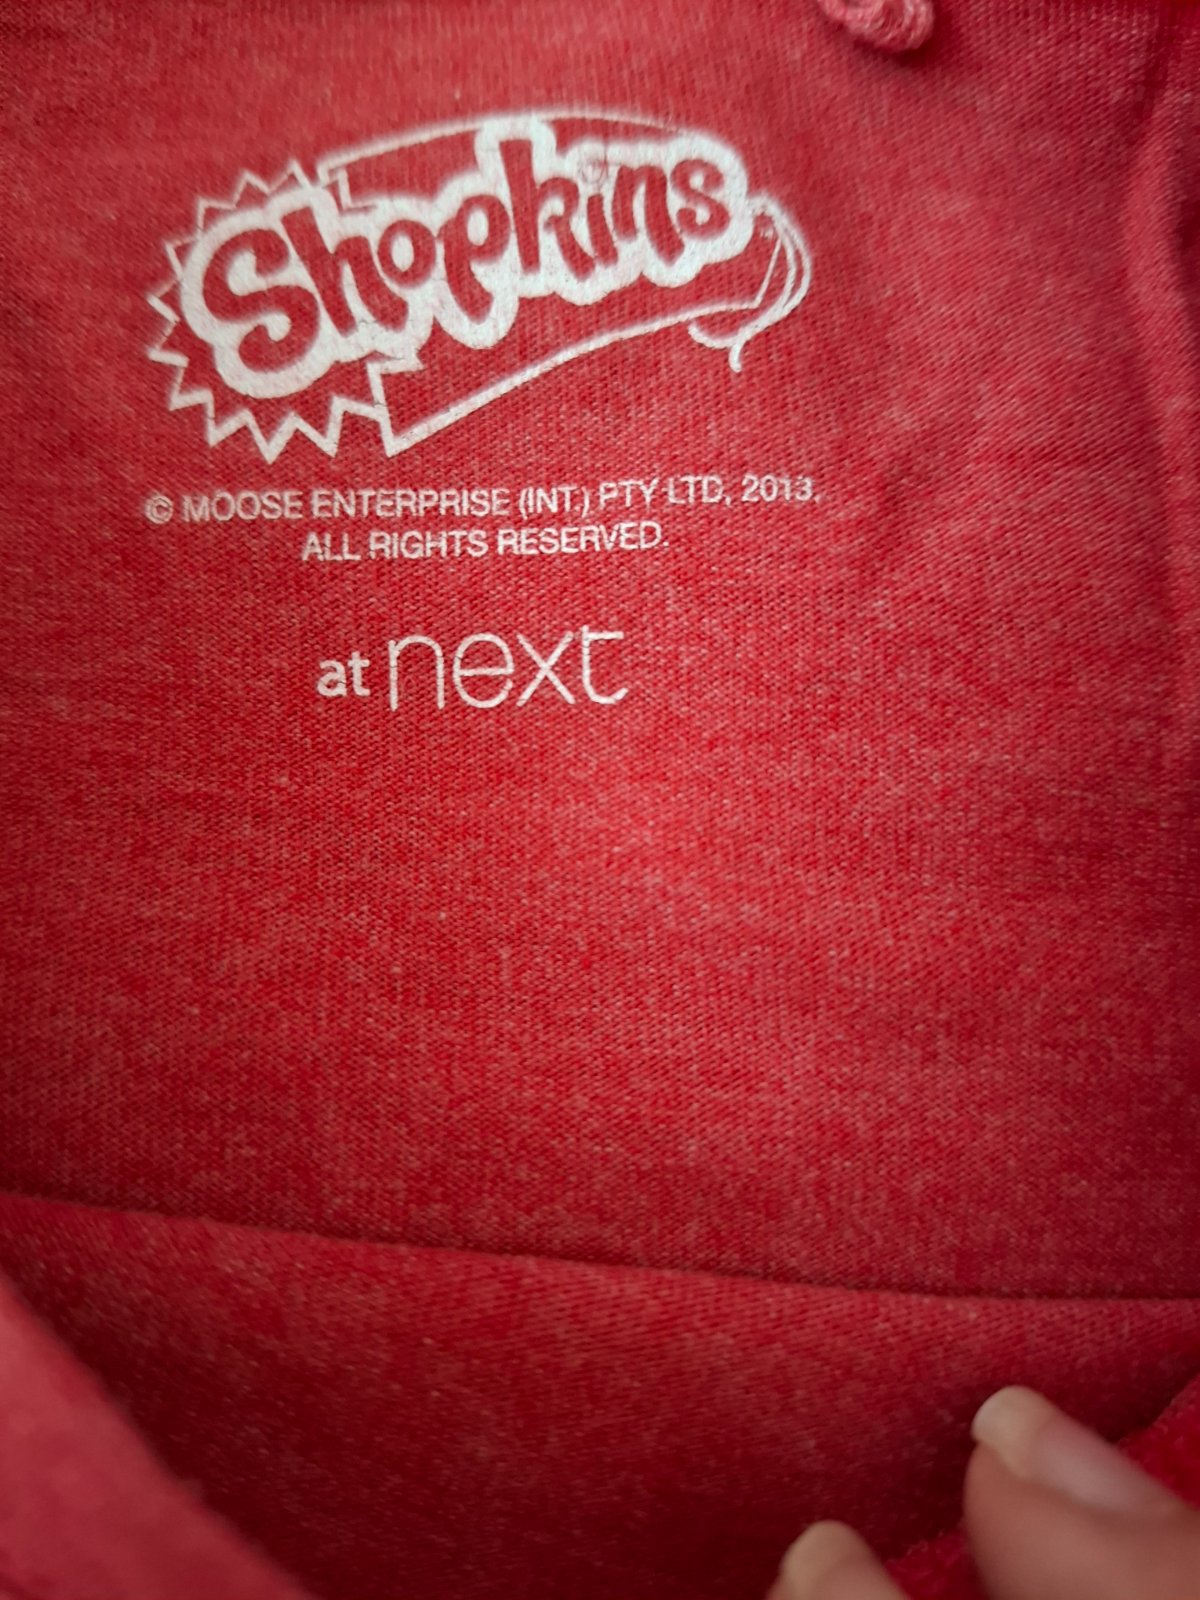 Shopkins
© MOOSE ENTERPRISE (INT.) PTY LTD, 2013.
ALL RIGHTS RESERVED.
at next